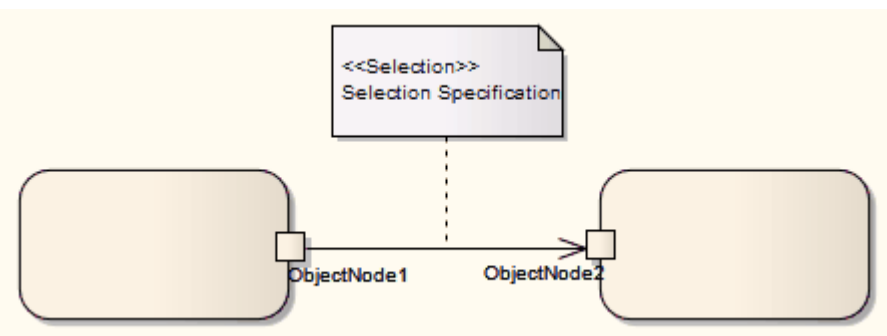 <<Selection>>
Selection Specification
ObjectNode1
ObjectNode2